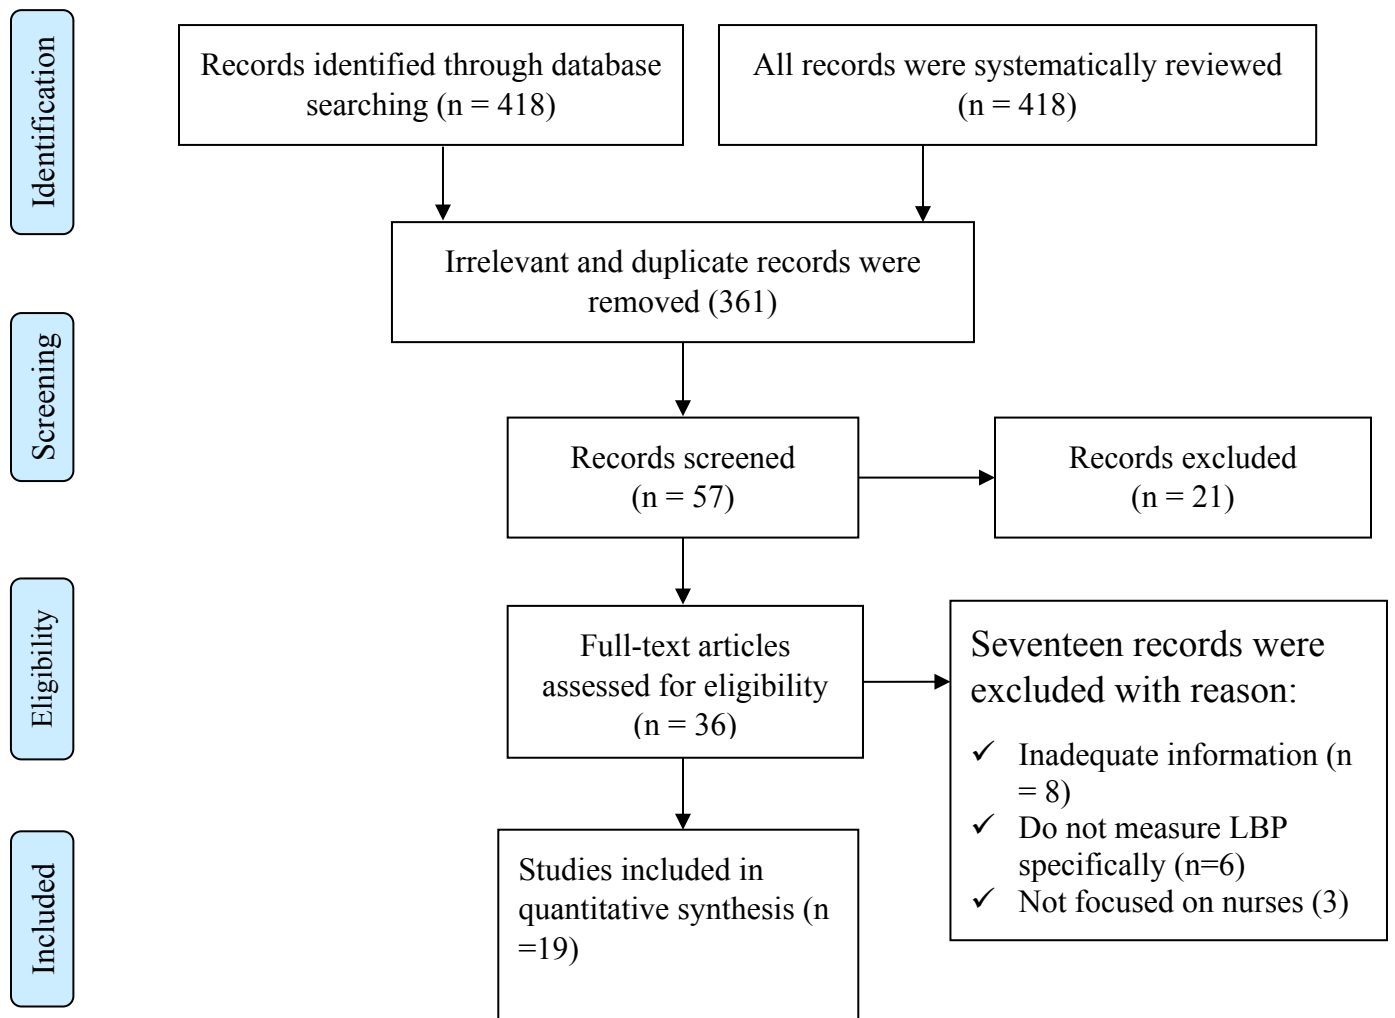 Identification
Records identified through database
searching (n = 418)
All records were systematically reviewed
(n = 418)
Irrelevant and duplicate records were
removed (361)
Screening
Records screened
(n = 57)
Records excluded
(n = 21)
Eligibility
Full-text articles
assessed for eligibility
(n = 36)
Seventeen records were
excluded with reason:
✓ Inadequate information (n
= 8)
✓ Do not measure LBP
specifically (n=6)
✓ Not focused on nurses (3)
Included
Studies included in
quantitative synthesis (n
=19)